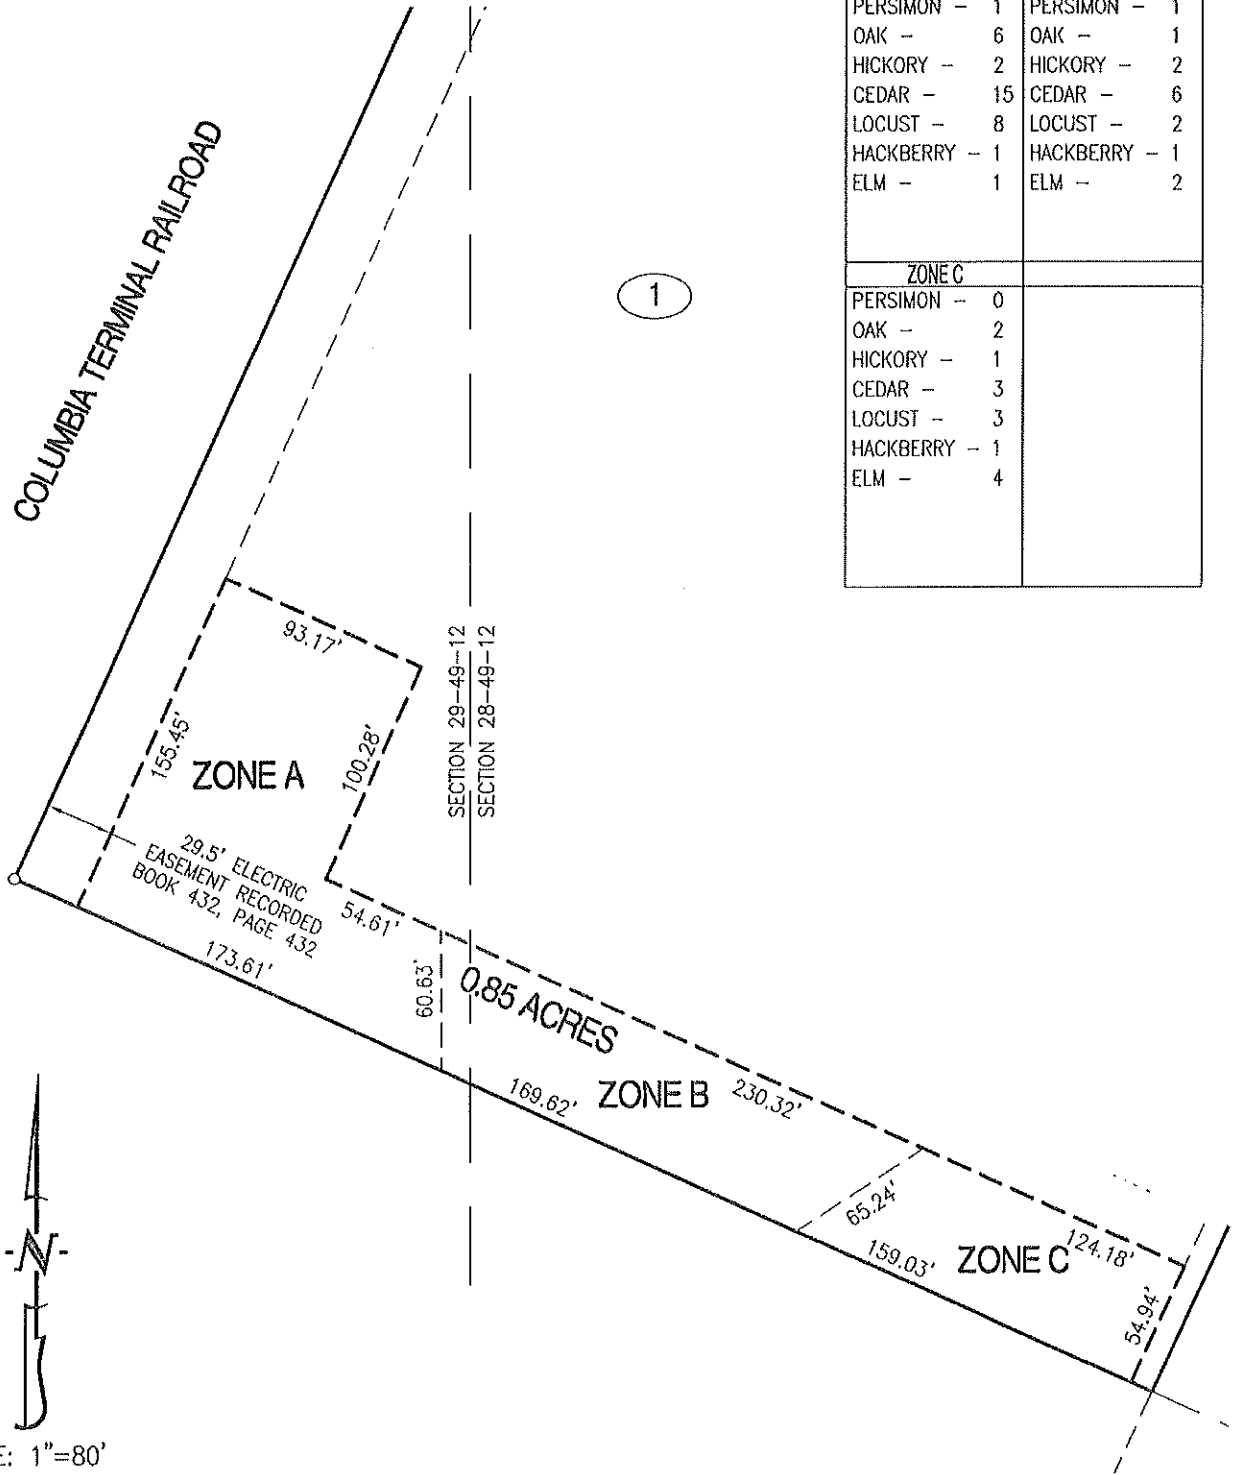 PERSIMON - 1 PERSIMON - 1
OAK - 6 OAK - 1
HICKORY - 2 HICKORY - 2
CEDAR - 15 CEDAR - 6
LOCUST - 8 LOCUST - 2
HACKBERRY - 1 HACKBERRY - 1
ELM - 1 ELM - 2
ZONE C
PERSIMON - 0
OAK - 2
HICKORY - 1
CEDAR - 3
LOCUST - 3
HACKBERRY - 1
ELM - 4
COLUMBIA TERMINAL RAILROAD
1
93.17'
SECTION 29-49-12
SECTION 28-49-12
155.45'
ZONE A
100.28'
29.5' ELECTRIC
EASEMENT RECORDED
BOOK 432, PAGE 432
54.61'
173.61'
60.63'
0.85 ACRES
169.62'
ZONE B
230.32'
65.24'
159.03'
ZONE C
124.18'
54.94'
N
E: 1"=80'